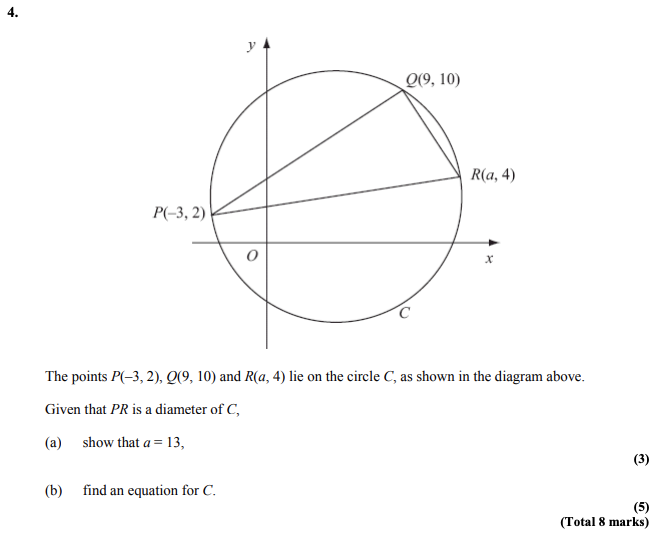 4.
y
Q(9, 10)
R(a, 4)
P(–3, 2)
O
x
C
The points P(–3, 2), Q(9, 10) and R(a, 4) lie on the circle C, as shown in the diagram above.
Given that PR is a diameter of C,
(a) show that a = 13,
(3)
(b) find an equation for C.
(5)
(Total 8 marks)